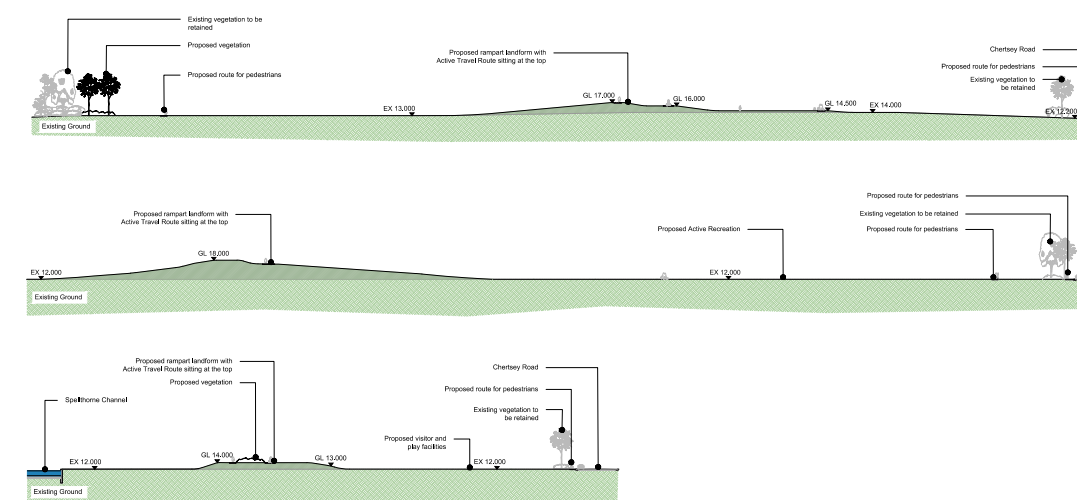 Existing vegetation to be
retained
Proposed vegetation
Proposed route for pedestrians
Proposed rampart landform with
Active Travel Route sitting at the top
Chertsey Road
Proposed route for pedestrians
Existing vegetation to
be retained
GL 17.000
GL 16.000
EX 13.000
GL 14.500
EX 14.000
EX 12.200
Existing Ground
Proposed rampart landform with
Active Travel Route sitting at the top
Proposed route for pedestrians
Existing vegetation to be retained
Proposed Active Recreation
Proposed route for pedestrians
GL 18.000
EX 12.000
EX 12.000
Existing Ground
Proposed rampart landform with
Active Travel Route sitting at the top
Proposed vegetation
Spellthorne Channel
Chertsey Road
Proposed route for pedestrians
Existing vegetation to
be retained
Proposed visitor and
play facilities
EX 12.000
GL 14.000
GL 13.000
EX 12.000
Existing Ground